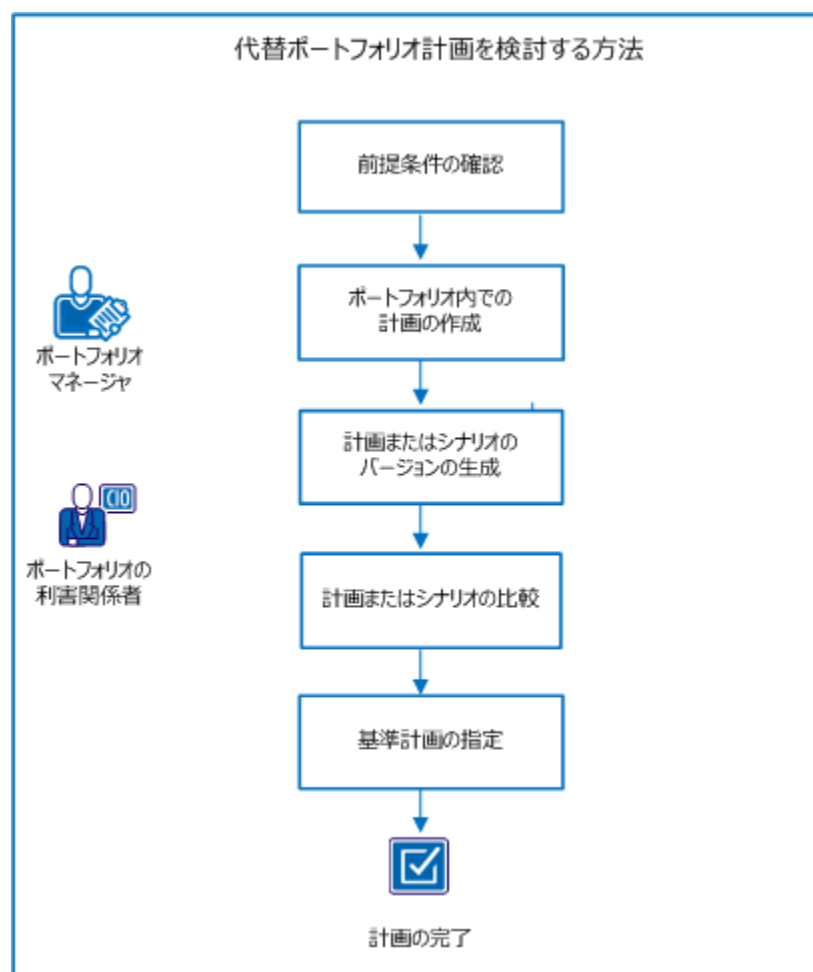 代替ポートフォリオ計画を検討する方法
前提条件の確認
ポートフォリオ内での
計画の作成
ポートフォリオ
マネージャ
計画またはシナリオの
バージョンの生成
CIO
ポートフォリオの
利害関係者
計画またはシナリオの比較
基準計画の指定
計画の完了